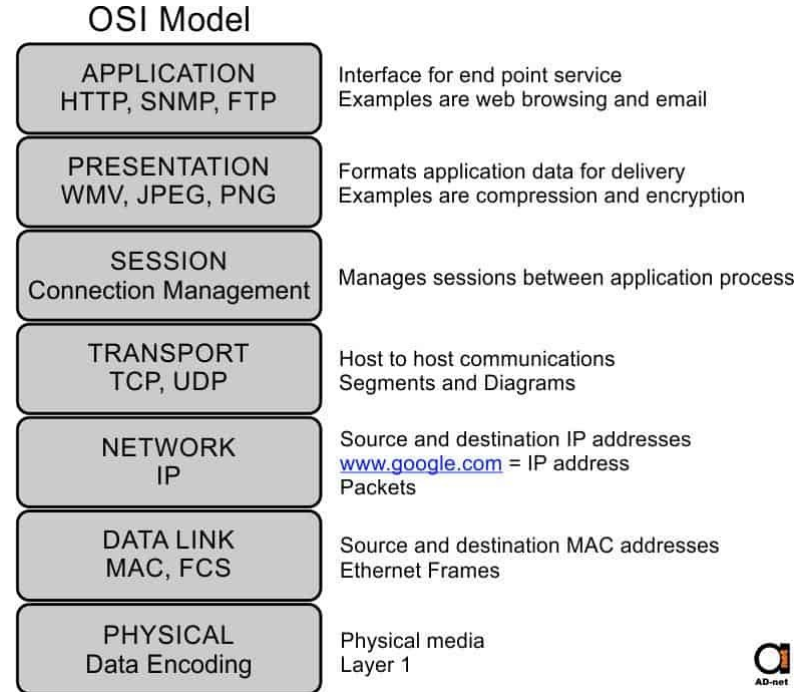 OSI Model
APPLICATION
HTTP, SNMP, FTP
Interface for end point service
Examples are web browsing and email
PRESENTATION
WMV, JPEG, PNG
Formats application data for delivery
Examples are compression and encryption
SESSION
Connection Management
Manages sessions between application process
TRANSPORT
TCP, UDP
Host to host communications
Segments and Diagrams
NETWORK
IP
Source and destination IP addresses
www.google.com = IP address
Packets
DATA LINK
MAC, FCS
Source and destination MAC addresses
Ethernet Frames
PHYSICAL
Data Encoding
Physical media
Layer 1
a net
AD-net